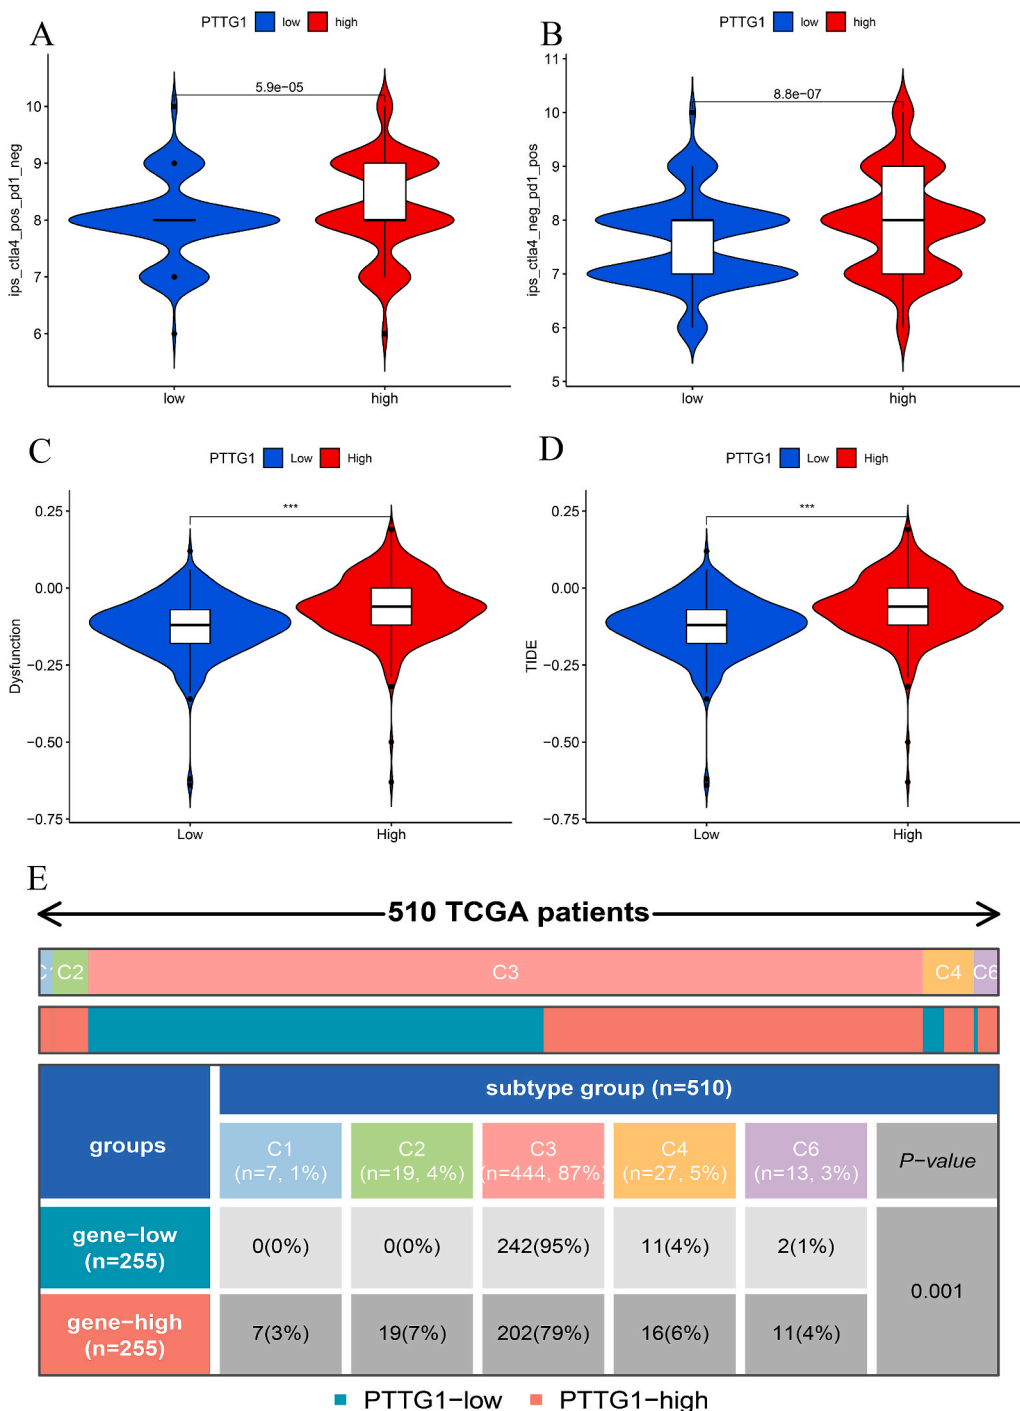 A
PTTG1 low high
ips_ctla4_pos_pd1_neg
10
9
8
7
6
5.9e−05
low high
B
PTTG1 low high
ips_ctla4_neg_pd1_pos
11
10
9
8
7
6
5
8.8e−07
low high
C
PTTG1 Low High
Dysfunction
0.25
0.00
−0.25
−0.50
−0.75
***
Low High
D
PTTG1 Low High
TIDE
0.25
0.00
−0.25
−0.50
−0.75
***
Low High
E
510 TCGA patients
C1 C2 C3 C4 C6
groups
subtype group (n=510)
C1 C2 C3 C4 C6
(n=7, 1%) (n=19, 4%) (n=444, 87%) (n=27, 5%) (n=13, 3%)
P−value
gene−low
(n=255)
0(0%) 0(0%) 242(95%) 11(4%) 2(1%)
0.001
gene−high
(n=255)
7(3%) 19(7%) 202(79%) 16(6%) 11(4%)
PTTG1−low PTTG1−high